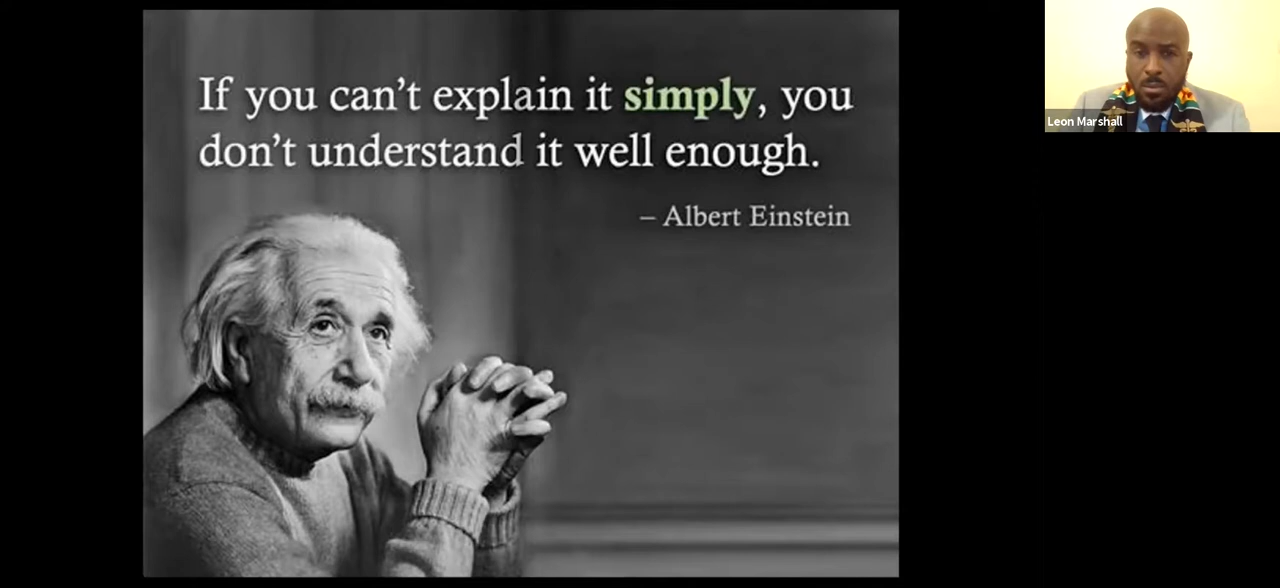 If you can’t explain it simply, you
don’t understand it well enough.
– Albert Einstein
Leon Marshall